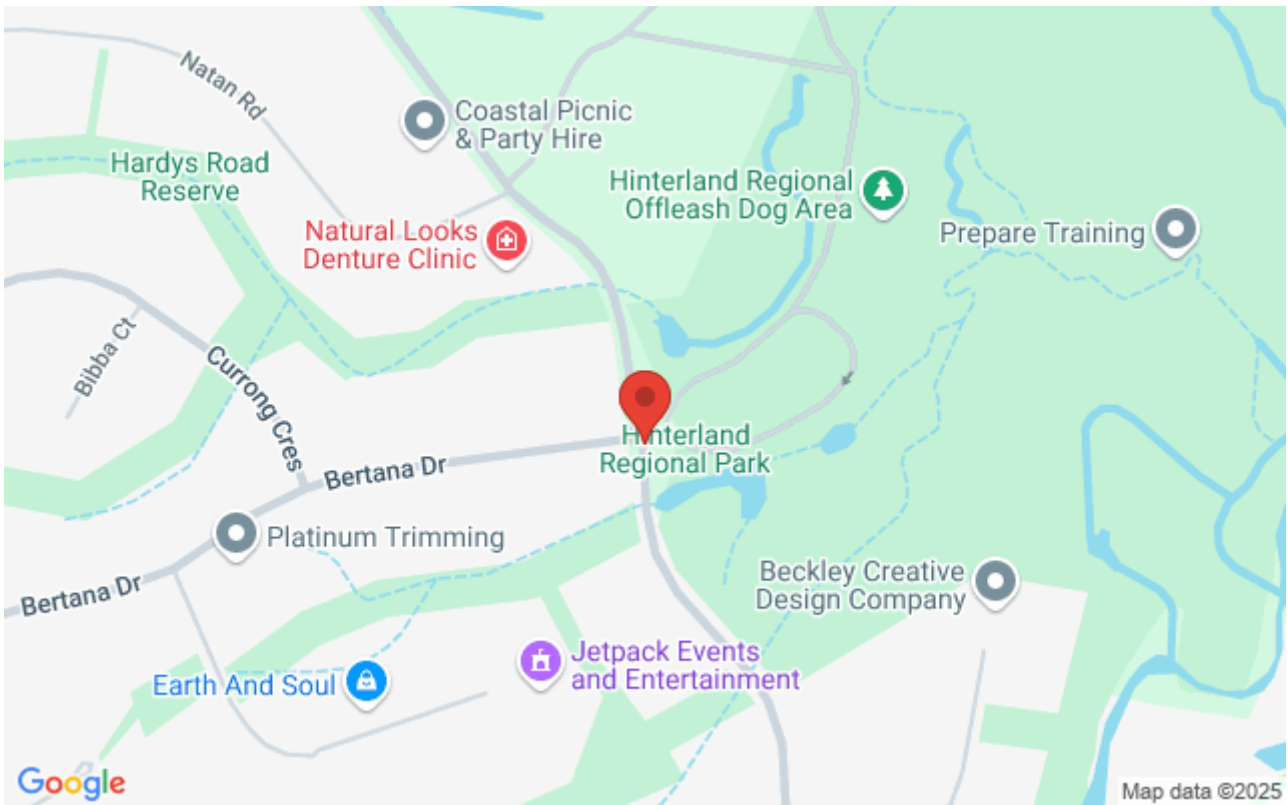 Natan Rd
Coastal Picnic
& Party Hire
Hardys Road
Reserve
Hinterland Regional
Offleash Dog Area
Natural Looks
Denture Clinic
Prepare Training
Bibba Ct
Currong Cres
Hinterland
Regional Park
Bertana Dr
Platinum Trimming
Beckley Creative
Design Company
Bertana Dr
Jetpack Events
and Entertainment
Earth And Soul
Google
Map data ©2025